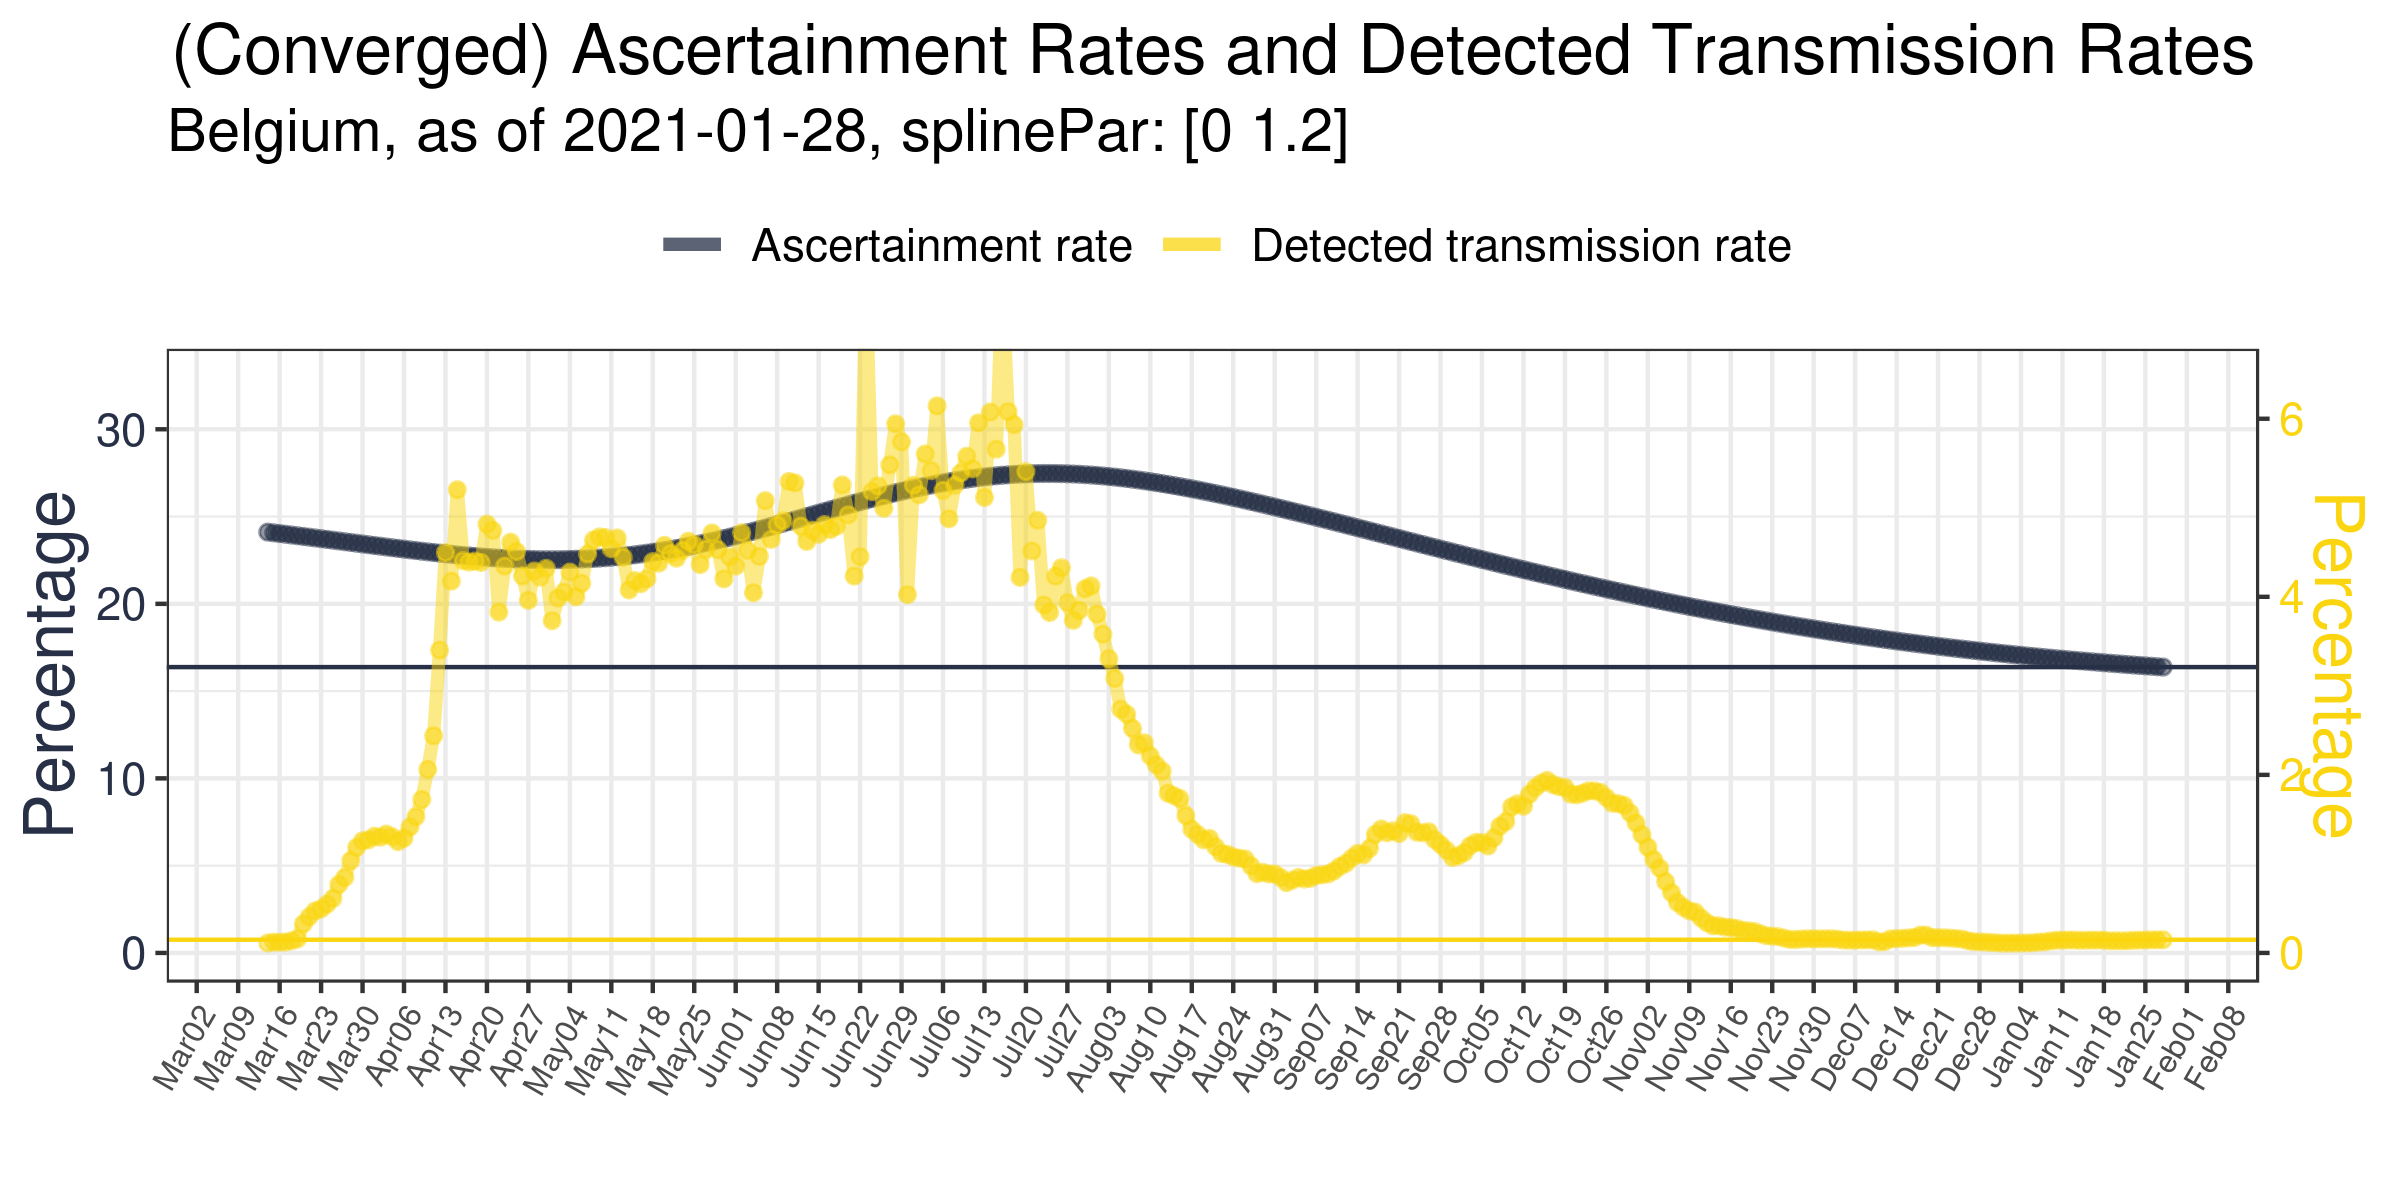 (Converged) Ascertainment Rates and Detected Transmission Rates
Belgium, as of 2021-01-28, splinePar: [0 1.2]
Ascertainment rate
Detected transmission rate
Percentage
30
20
10
0
6
4
2
0
Percentage
Mar02
Mar09
Mar16
Mar23
Mar30
Apr06
Apr13
Apr20
Apr27
May04
May11
May18
May25
Jun01
Jun08
Jun15
Jun22
Jun29
Jul06
Jul13
Jul20
Jul27
Aug03
Aug10
Aug17
Aug24
Aug31
Sep07
Sep14
Sep21
Sep28
Oct05
Oct12
Oct19
Oct26
Nov02
Nov09
Nov16
Nov23
Nov30
Dec07
Dec14
Dec21
Dec28
Jan04
Jan11
Jan18
Jan25
Feb01
Feb08